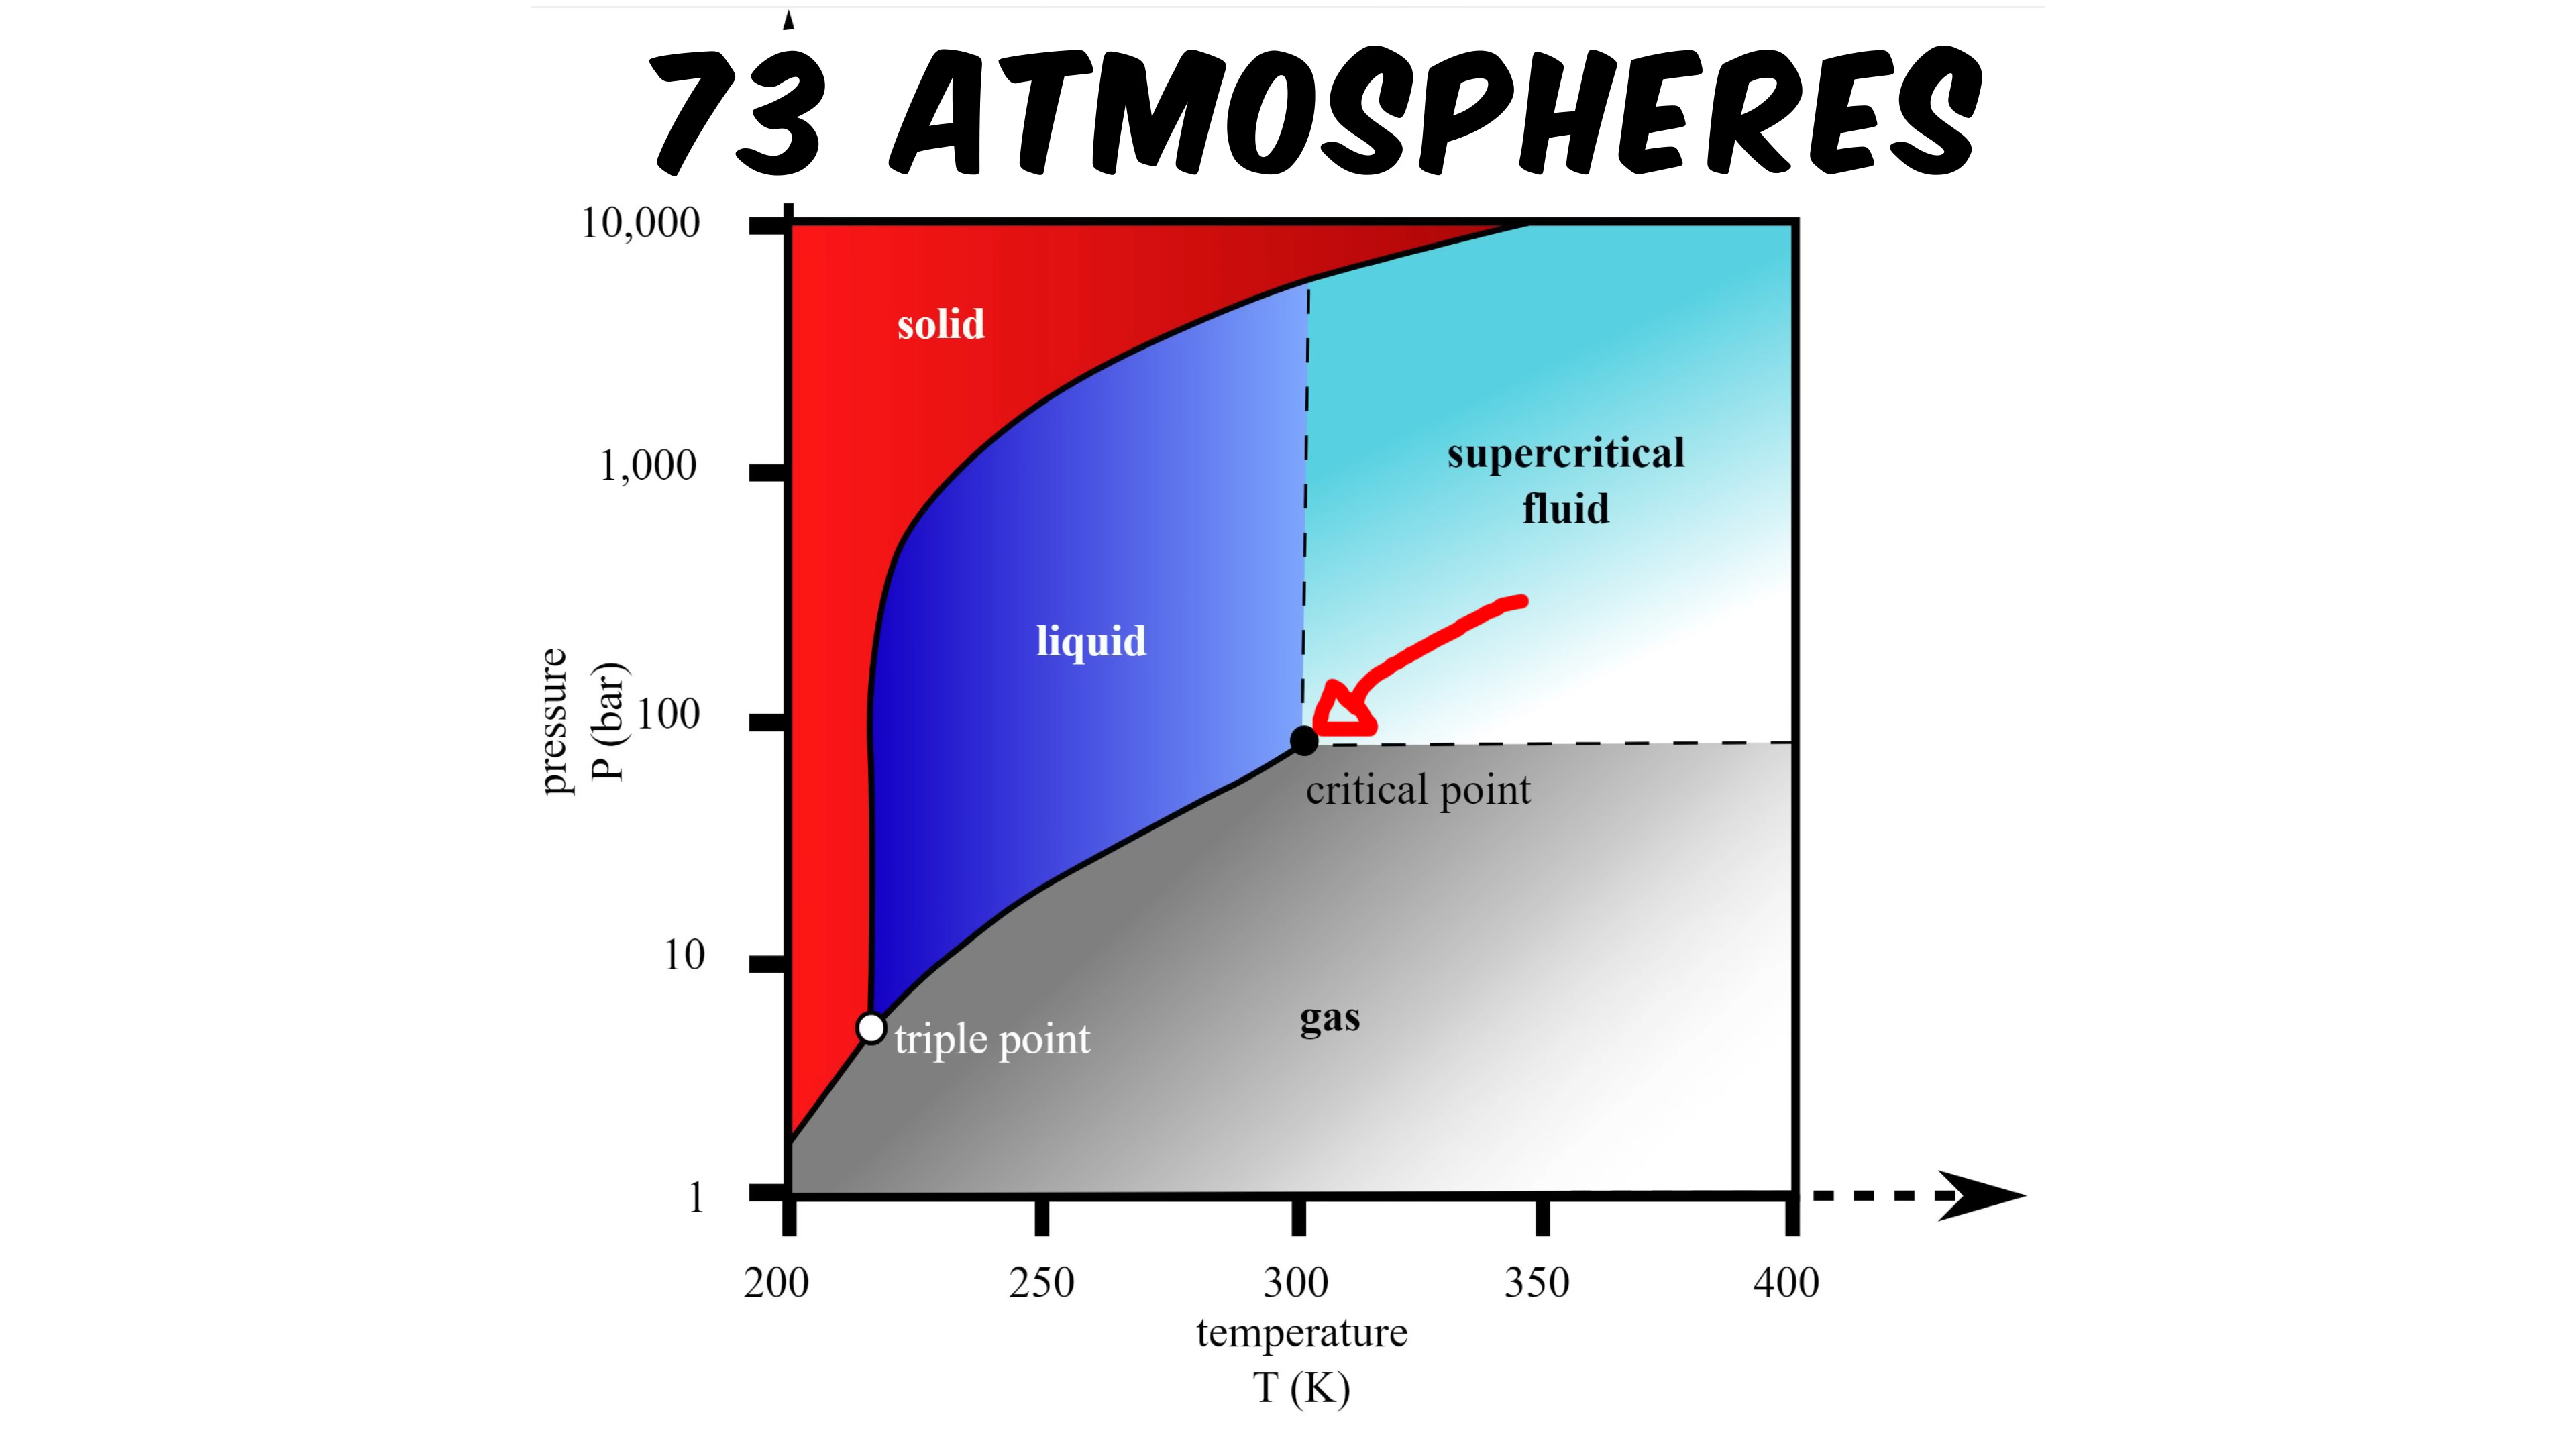 73 ATMOSPHERES
10,000
solid
supercritical
fluid
1,000
liquid
pressure
P (bar)
100
critical point
10
gas
triple point
1
200 250 300 350 400
temperature
T (K)